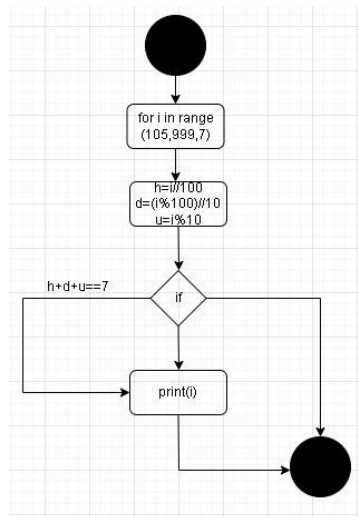 for i in range
(105,999,7)
h=i//100
d=(i%100)//10
u=i%10
h+d+u==7
if
print(i)